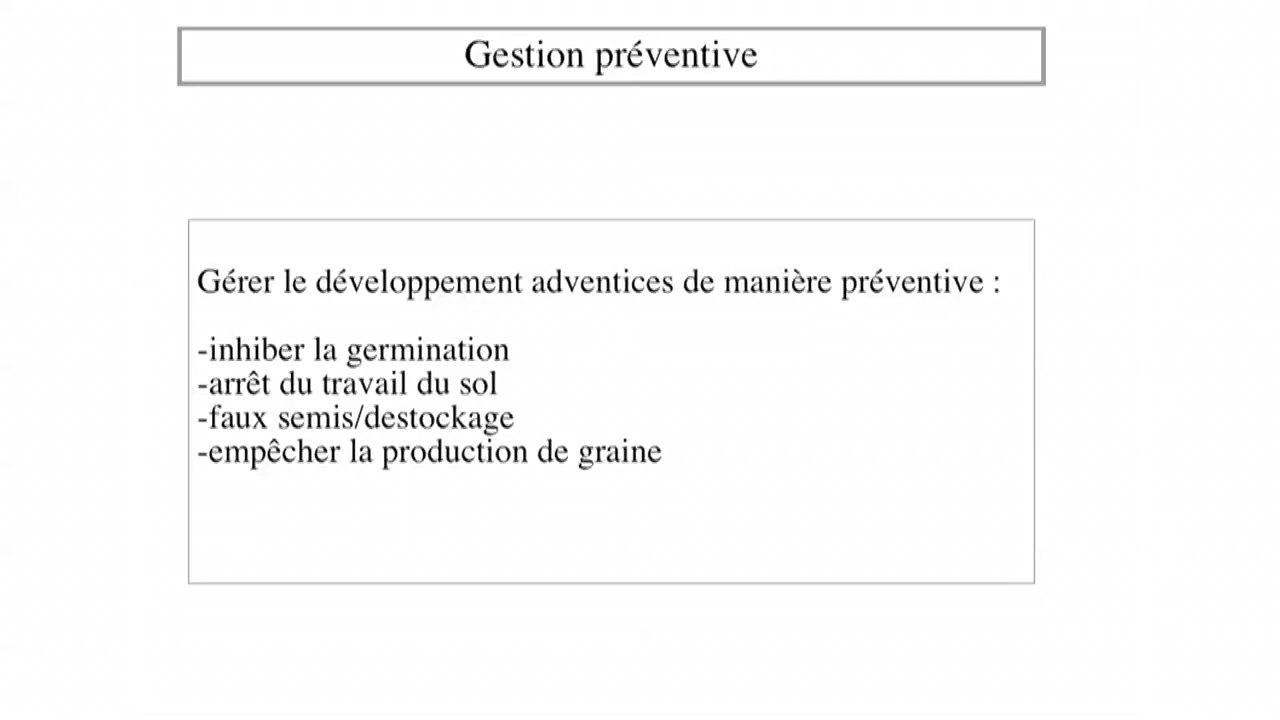 Gestion préventive
Gérer le développement adventices de manière préventive :
-inhiber la germination
-arrêt du travail du sol
-faux semis/destockage
-empêcher la production de graine